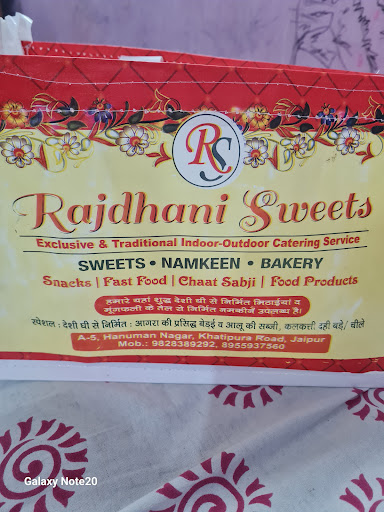 RS
Rajdhani Sweets
Exclusive & Traditional Indoor-Outdoor Catering Service
SWEETS • NAMKEEN • BAKERY
Snacks | Fast Food | Chaat Sabji | Food Products
हमारे यहां शुद्ध देशी घी से निर्मित मिठाईयां व
मूंगफली के तेल से निर्मित नमकीनें उपलब्ध है।
स्पेशल : देशी घी से निर्मित : आगरा की प्रसिद्ध बेडई व आलू की सब्जी, कलकत्ती दही बड़े/ चीले
A-5, Hanuman Nagar, Khatipura Road, Jaipur
Mob.: 9828389292, 8955937560
Galaxy Note20